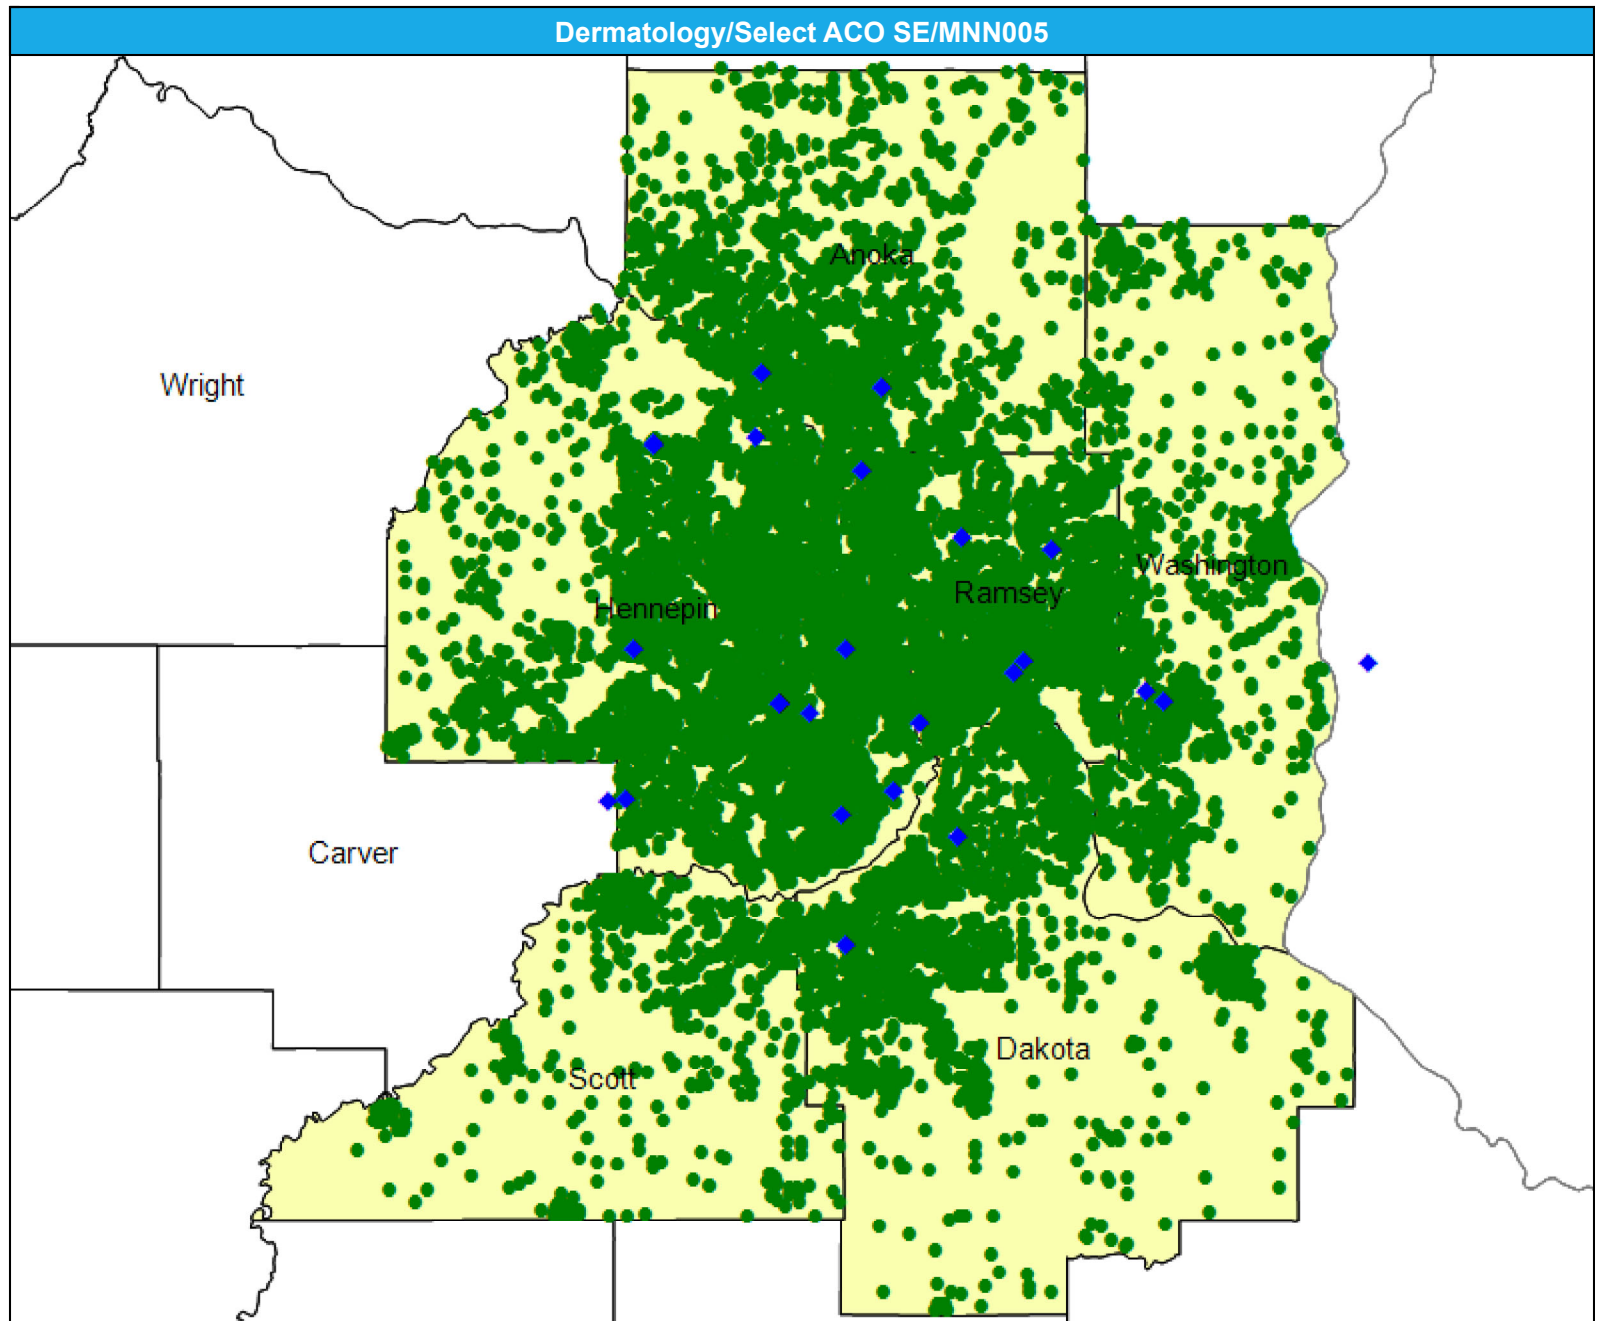 Dermatology/Select ACO SE/MNN005
Anoka
Wright
Washington
Ramsey
Hennepin
Carver
Dakota
Scott